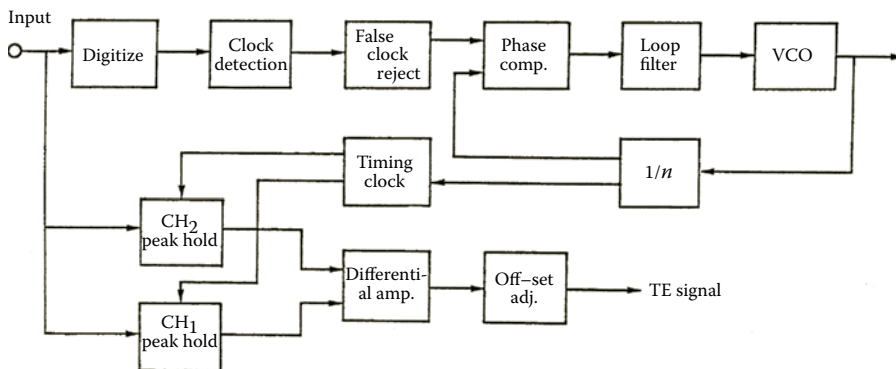 Input
Digitize
Clock
detection
False
clock
reject
Phase
comp.
Loop
filter
VCO
Timing
clock
1/n
CH₂
peak hold
Differenti-
al amp.
Off–set
adj.
TE signal
CH₁
peak hold